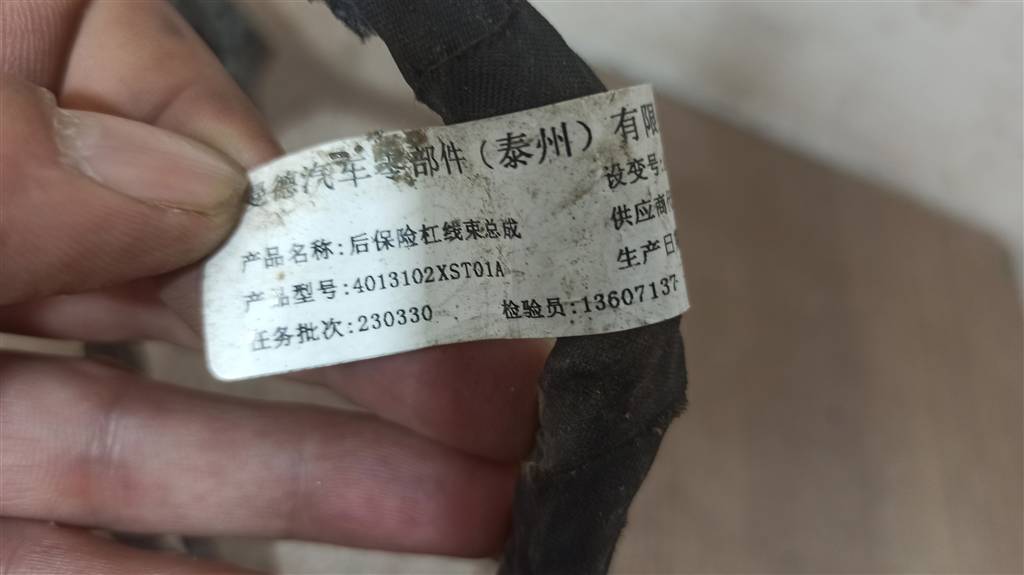 汽车零部件（泰州）有限
设变号:
产品名称:后保险杠线束总成
供应商
产品型号:4013102XST01A
生产日
任务批次:230330 检验员:13607137